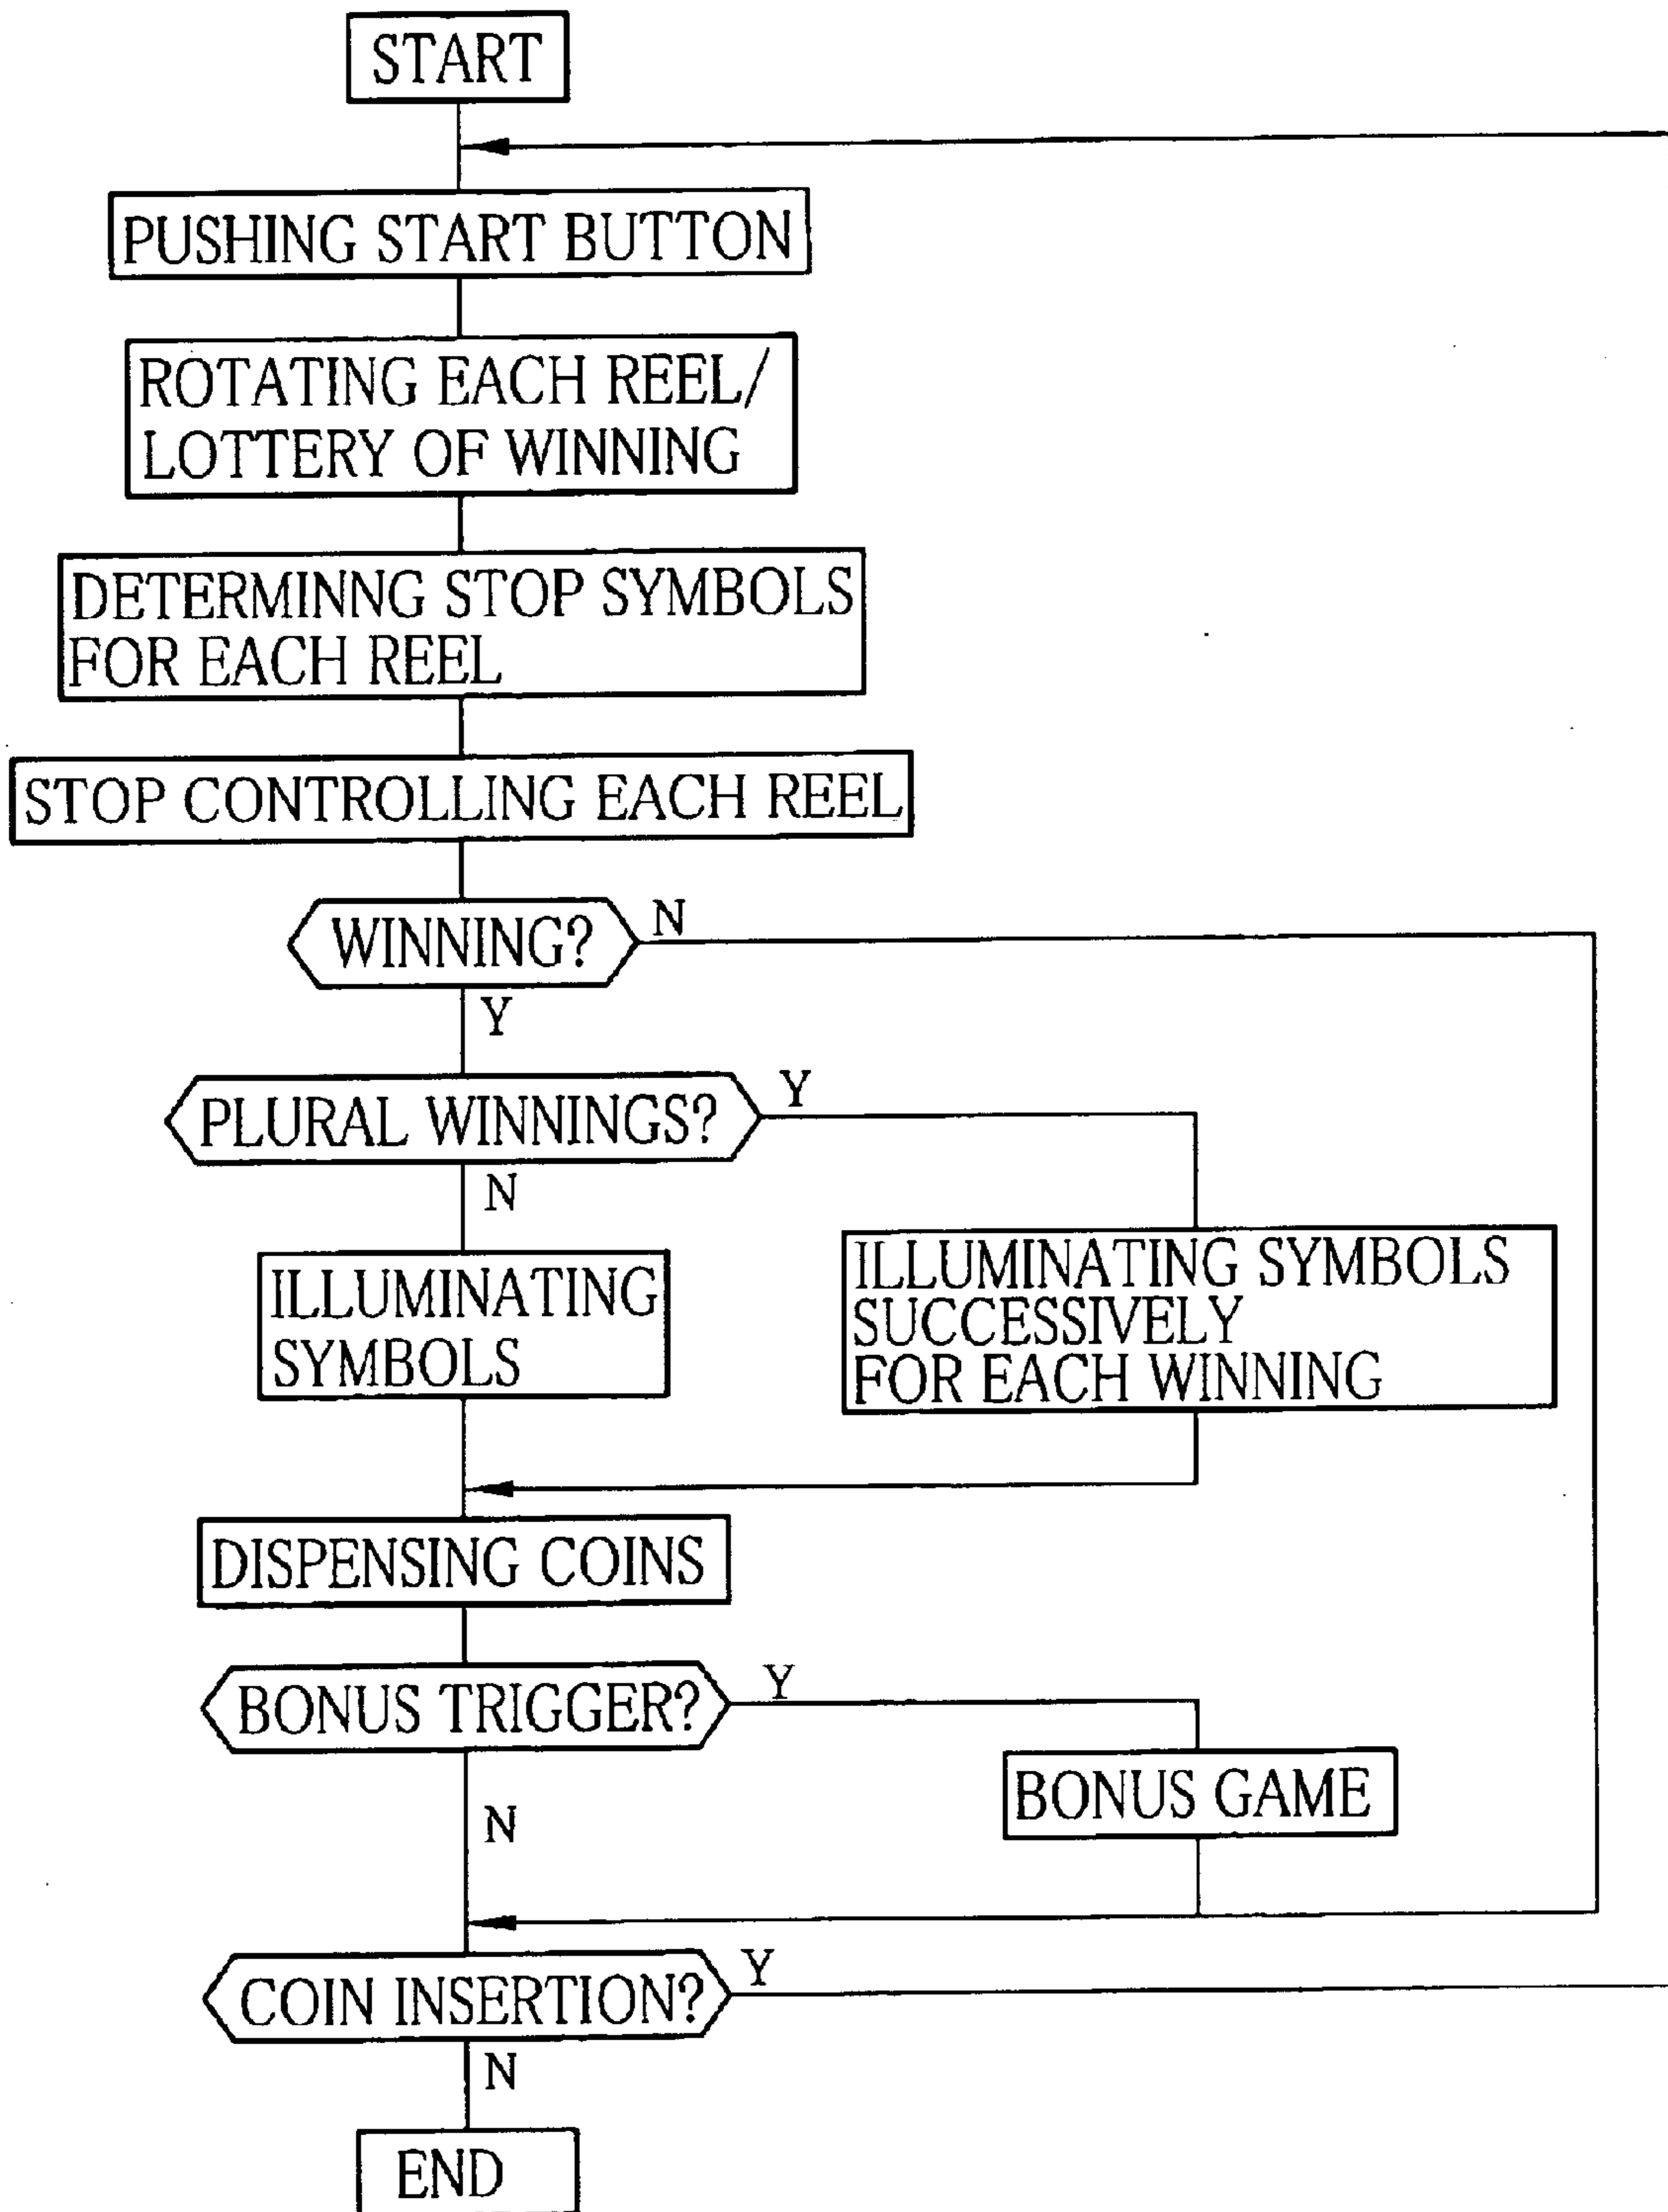 START
PUSHING START BUTTON
ROTATING EACH REEL/
LOTTERY OF WINNING
DETERMINNG STOP SYMBOLS
FOR EACH REEL
STOP CONTROLLING EACH REEL
WINNING?
N
Y
PLURAL WINNINGS?
Y
N
ILLUMINATING
SYMBOLS
ILLUMINATING SYMBOLS
SUCCESSIVELY
FOR EACH WINNING
DISPENSING COINS
BONUS TRIGGER?
Y
N
BONUS GAME
COIN INSERTION?
Y
N
END